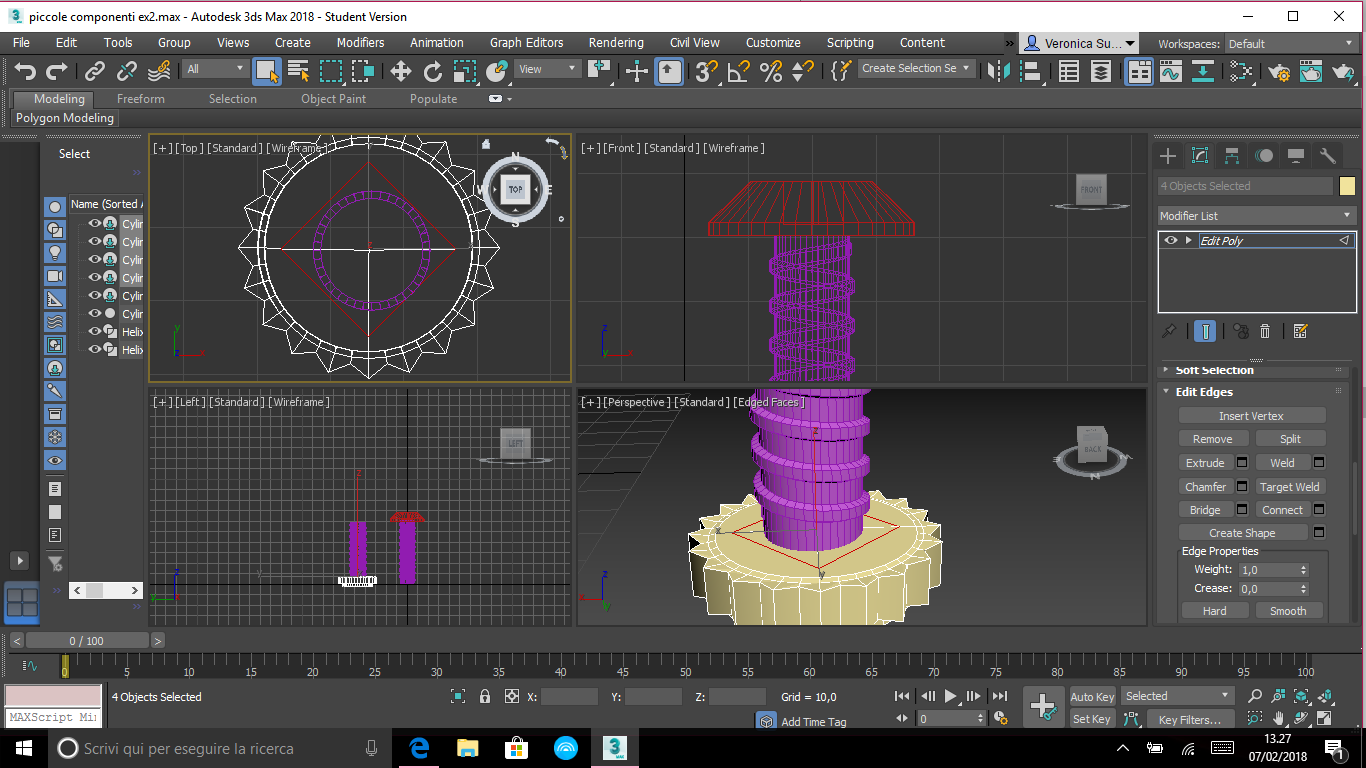 piccole componenti ex2.max - Autodesk 3ds Max 2018 - Student Version
File Edit Tools Group Views Create Modifiers Animation Graph Editors Rendering Civil View Customize Scripting Content » Veronica Su... Workspaces: Default
All View Create Selection Se
Modeling Freeform Selection Object Paint Populate
Polygon Modeling
Select
Name (Sorted A
Cylin
Cylin
Cylin
Cylin
Cylin
Cylin
Helix
Helix
[+] [Top] [Standard] [Wireframe]
N
W TOP E
S
[+] [Front] [Standard] [Wireframe]
FRONT
[+] [Left] [Standard] [Wireframe]
LEFT
[+] [Perspective] [Standard] [Edged Faces]
BACK
N
4 Objects Selected
Modifier List
Edit Poly
Soft Selection
Edit Edges
Insert Vertex
Remove Split
Extrude Weld
Chamfer Target Weld
Bridge Connect
Create Shape
Edge Properties
Weight: 1,0
Crease: 0,0
Hard Smooth
< 0 / 100 >
0 5 10 15 20 25 30 35 40 45 50 55 60 65 70 75 80 85 90 95 100
4 Objects Selected X: Y: Z: Grid = 10,0 Auto Key Selected
MAXScript Mi Add Time Tag 0 Set Key Key Filters...
Scrivi qui per eseguire la ricerca
13.27
07/02/2018
1